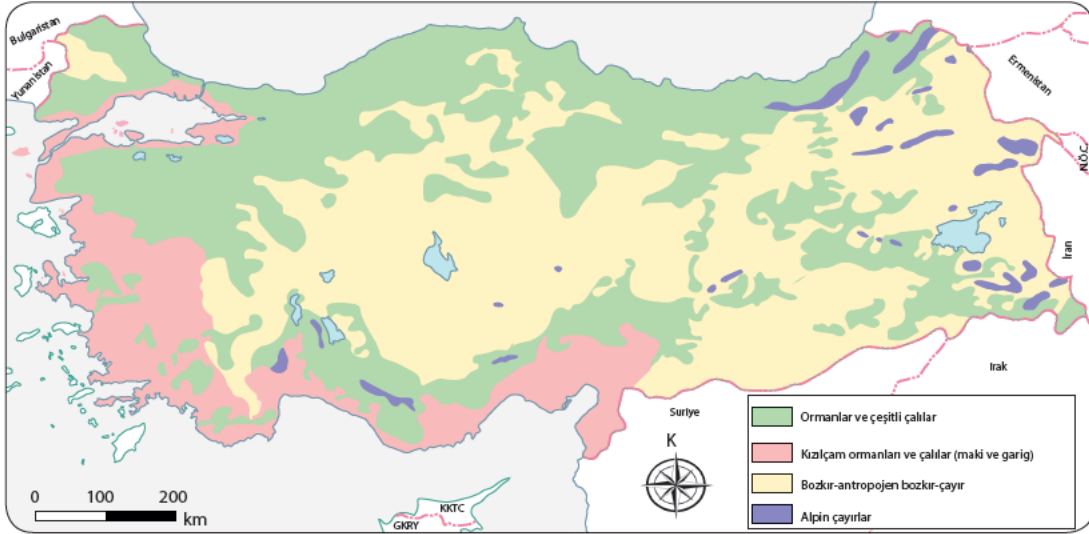 Bulgaristan
Yunanistan
Ermenistan
N.Ö.C.
İran
Irak
Suriye
K
KKTC
GKRY
0 100 200
km
Ormanlar ve çeşitli çalılar
Kızılçam ormanları ve çalılar (maki ve garig)
Bozkır-antropojen bozkır-çayır
Alpin çayırlar